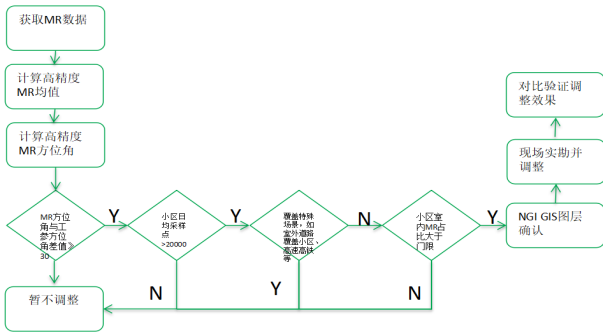 获取MR数据
计算高精度
MR均值
计算高精度
MR方位角
MR方位
角与工
参方位
角差值》
30
Y
小区日
均采样
点
>20000
Y
覆盖特殊
场景，如
室外道路
覆盖小区、
高速高铁
等
N
小区室
内MR占
比大于
门限
Y
NGI GIS图层
确认
现场实勘并
调整
对比验证调
整效果
暂不调整
N
Y
N